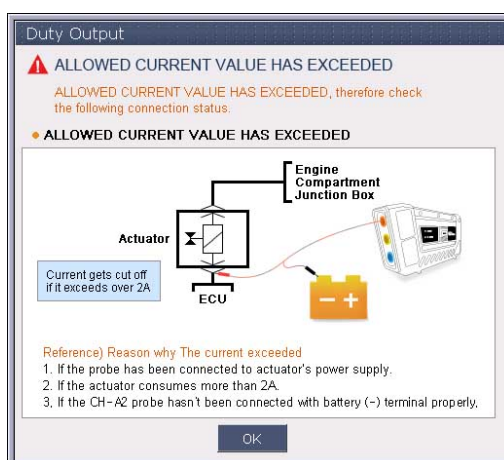 Duty Output
ALLOWED CURRENT VALUE HAS EXCEEDED
ALLOWED CURRENT VALUE HAS EXCEEDED, therefore check
the following connection status.
ALLOWED CURRENT VALUE HAS EXCEEDED
Engine
Compartment
Junction Box
Actuator
Current gets cut off
if it exceeds over 2A
ECU
Reference) Reason why The current exceeded
1. If the probe has been connected to actuator's power supply.
2. If the actuator consumes more than 2A.
3, If the CH-A2 probe hasn't been connected with battery (-) terminal properly,
OK